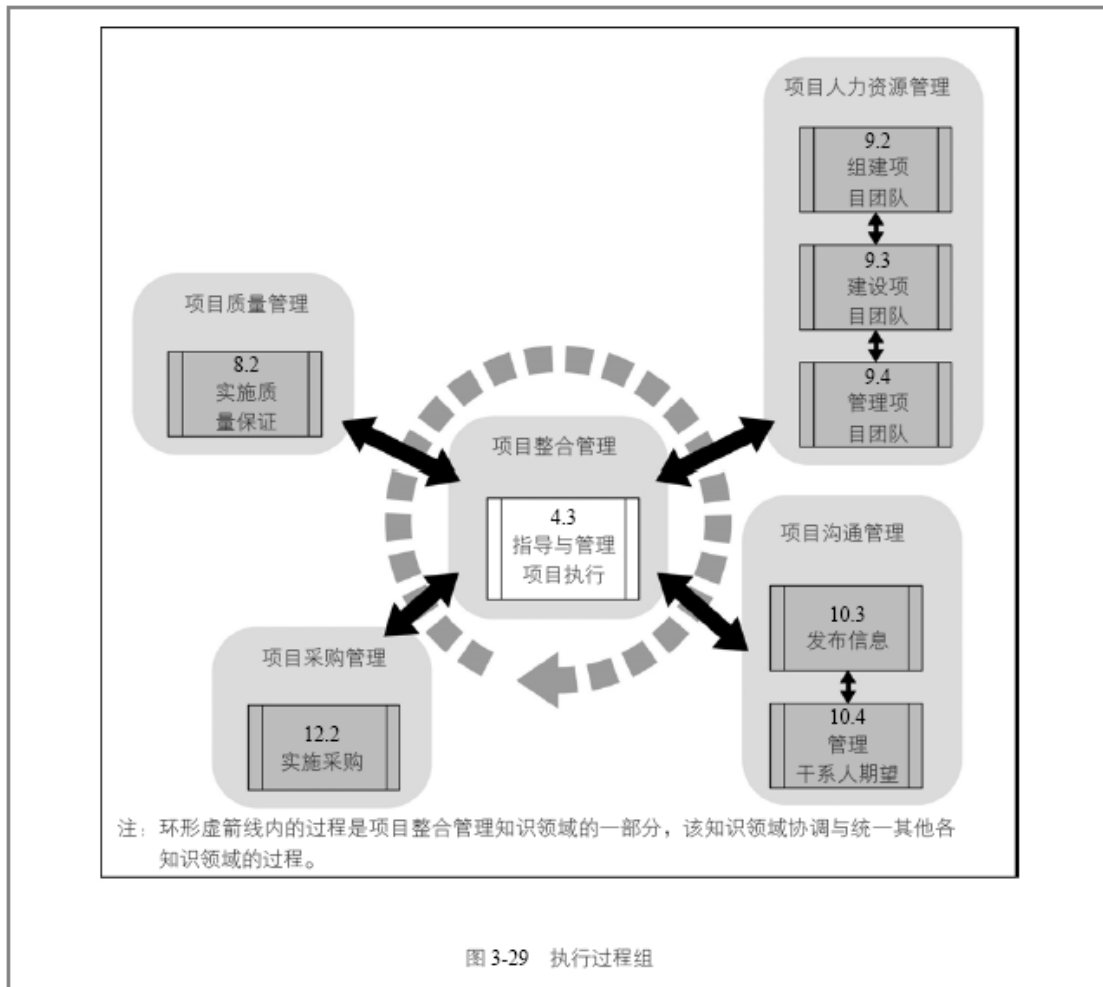 项目人力资源管理
9.2
组建项
目团队
9.3
建设项
目团队
9.4
管理项
目团队
项目质量管理
8.2
实施质
量保证
项目整合管理
4.3
指导与管理
项目执行
项目沟通管理
10.3
发布信息
10.4
管理
干系人期望
项目采购管理
12.2
实施采购
注：环形虚箭线内的过程是项目整合管理知识领域的一部分，该知识领域协调与统一其他各
知识领域的过程。
图 3-29 执行过程组